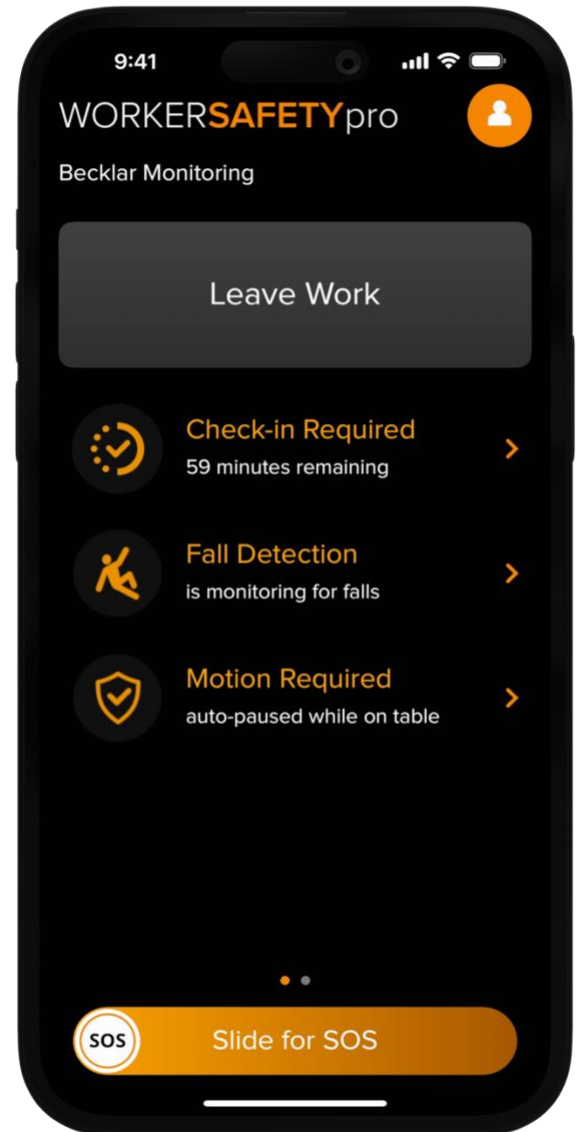 9:41
WORKERSAFETYpro
Becklar Monitoring
Leave Work
Check-in Required
59 minutes remaining
Fall Detection
is monitoring for falls
Motion Required
auto-paused while on table
SOS Slide for SOS